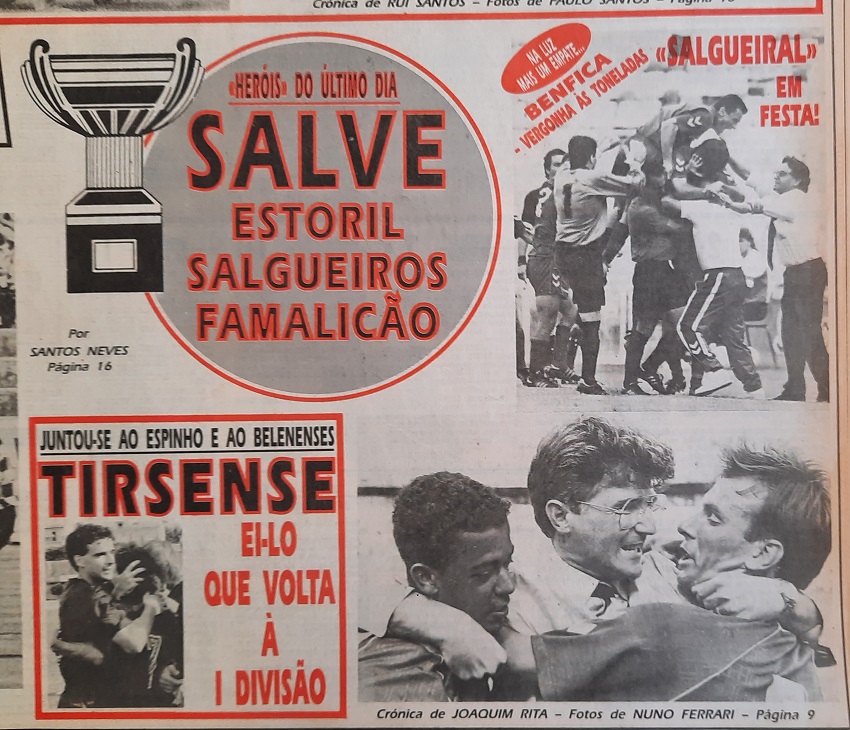 Crónica de RUI SANTOS – Fotos de PAULO SANTOS – Página 10
«HERÓIS» DO ÚLTIMO DIA
SALVE
ESTORIL
SALGUEIROS
FAMALICÃO
Por
SANTOS NEVES
Página 16
NA LUZ
MAIS UM EMPATE...
BENFICA
- VERGONHA ÀS TONELADAS
«SALGUEIRAL»
EM
FESTA!
JUNTOU-SE AO ESPINHO E AO BELENENSES
TIRSENSE
EI-LO
QUE VOLTA
À
I DIVISÃO
Crónica de JOAQUIM RITA – Fotos de NUNO FERRARI – Página 9